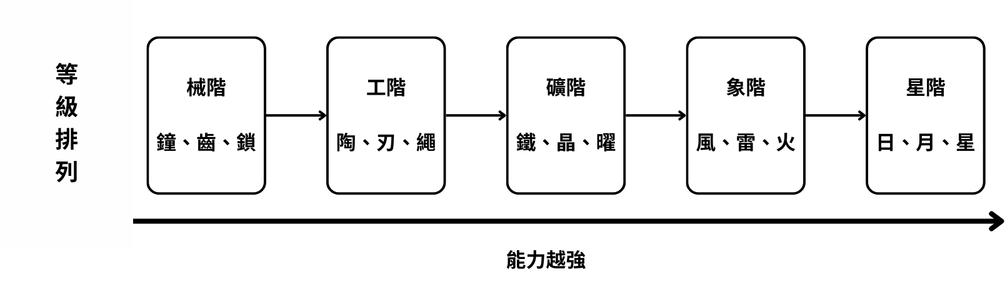 等級排列
械階
鐘、齒、鎖
工階
陶、刃、繩
礦階
鐵、晶、曜
象階
風、雷、火
星階
日、月、星
能力越強